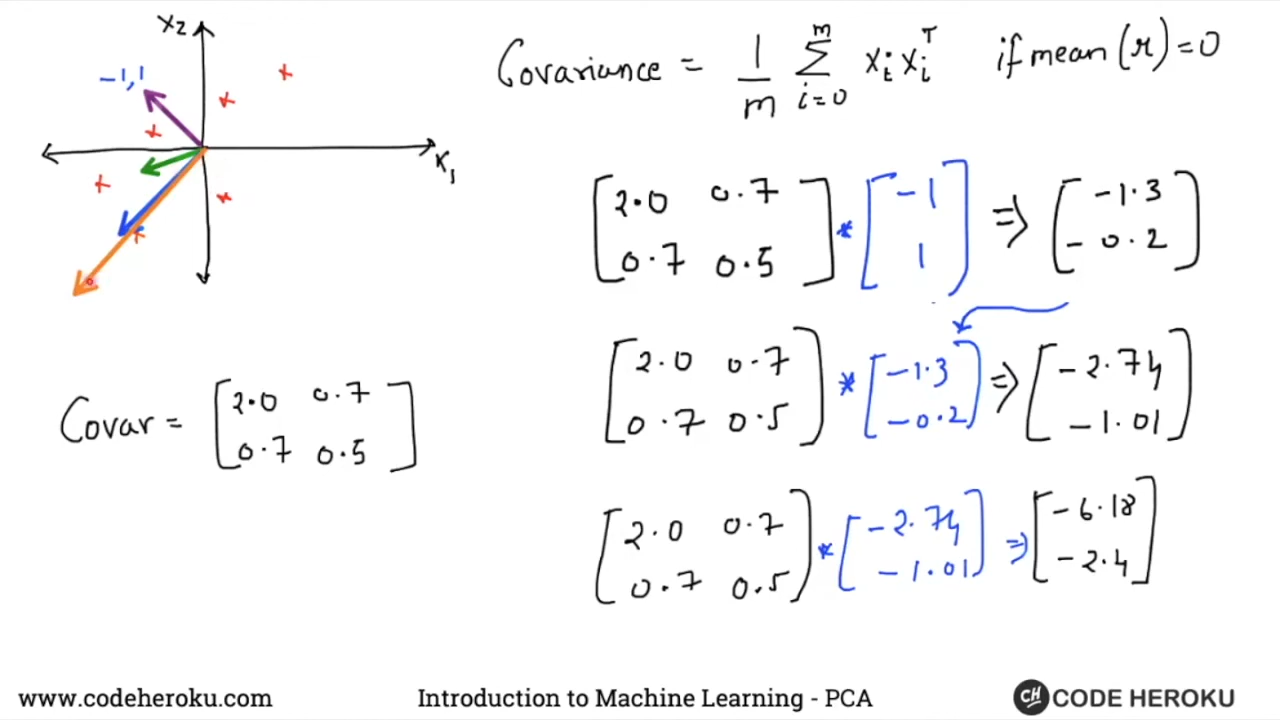 x2
-1,1
x1
Covariance = 1/m m Σ i=0 xi xi^T if mean(x)=0
[2.0 0.7
0.7 0.5] * [-1
1] => [-1.3
-0.2]
[2.0 0.7
0.7 0.5] * [-1.3
-0.2] => [-2.74
-1.01]
Covar = [2.0 0.7
0.7 0.5]
[2.0 0.7
0.7 0.5] * [-2.74
-1.01] => [-6.18
-2.4]
www.codeheroku.com
Introduction to Machine Learning - PCA
CH CODE HEROKU